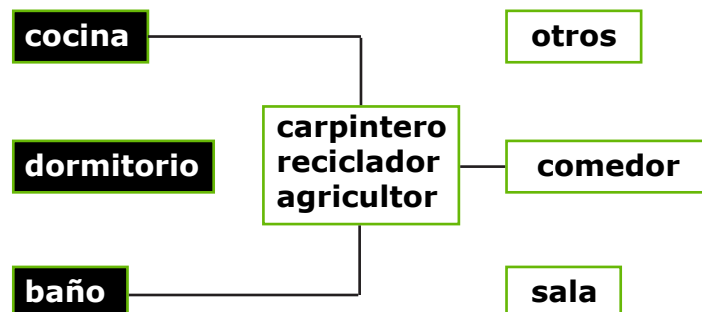 cocina
otros
carpintero
reciclador
agricultor
dormitorio
comedor
baño
sala